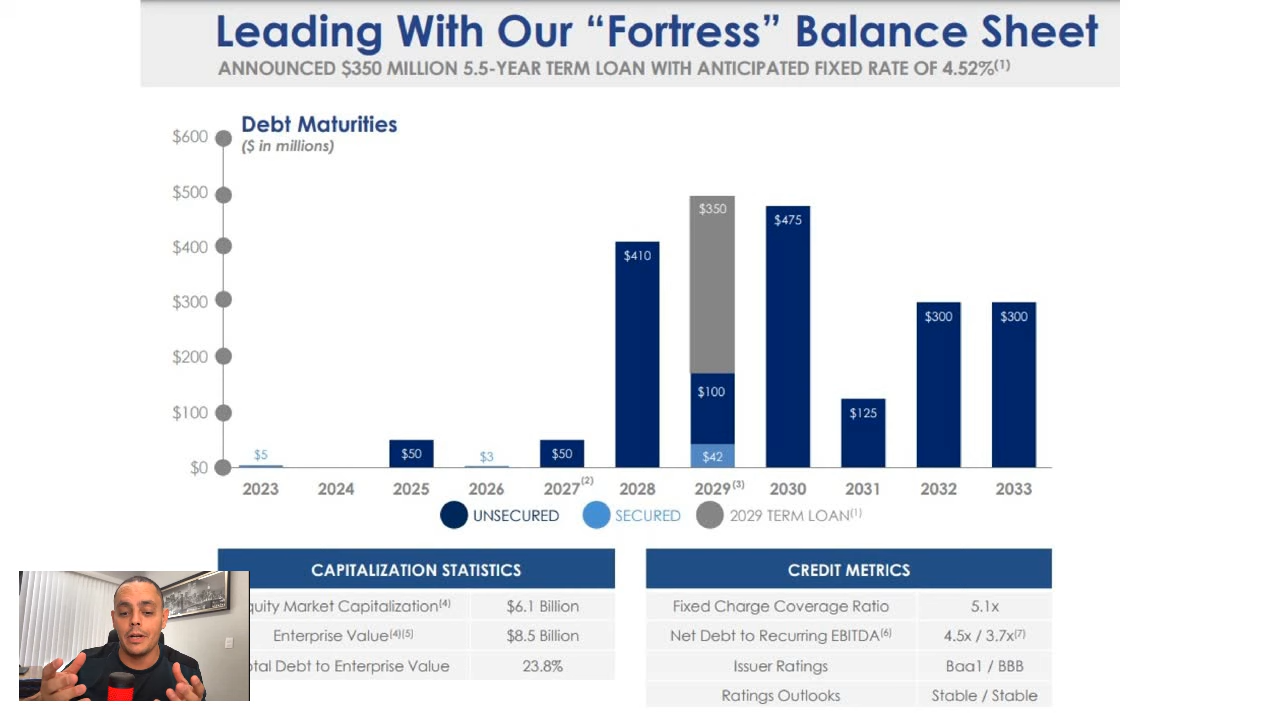 Leading With Our “Fortress” Balance Sheet
ANNOUNCED $350 MILLION 5.5-YEAR TERM LOAN WITH ANTICIPATED FIXED RATE OF 4.52%(1)
Debt Maturities
($ in millions)
$600
$500
$400
$300
$200
$100
$0
$5
$50
$3
$50
$410
$350
$100
$42
$475
$125
$300
$300
2023 2024 2025 2026 2027(2) 2028 2029(3) 2030 2031 2032 2033
UNSECURED SECURED 2029 TERM LOAN(1)
CAPITALIZATION STATISTICS
quity Market Capitalization(4) $6.1 Billion
Enterprise Value(4)(5) $8.5 Billion
otal Debt to Enterprise Value 23.8%
CREDIT METRICS
Fixed Charge Coverage Ratio 5.1x
Net Debt to Recurring EBITDA(6) 4.5x / 3.7x(7)
Issuer Ratings Baa1 / BBB
Ratings Outlooks Stable / Stable